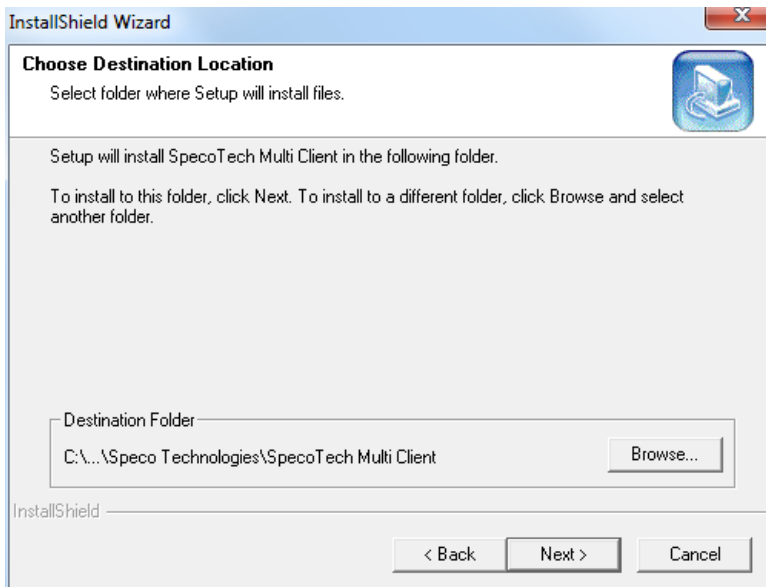 InstallShield Wizard
X
Choose Destination Location
Select folder where Setup will install files.
Setup will install SpecoTech Multi Client in the following folder.
To install to this folder, click Next. To install to a different folder, click Browse and select
another folder.
Destination Folder
C:\...\Speco Technologies\SpecoTech Multi Client
Browse...
InstallShield
< Back
Next >
Cancel